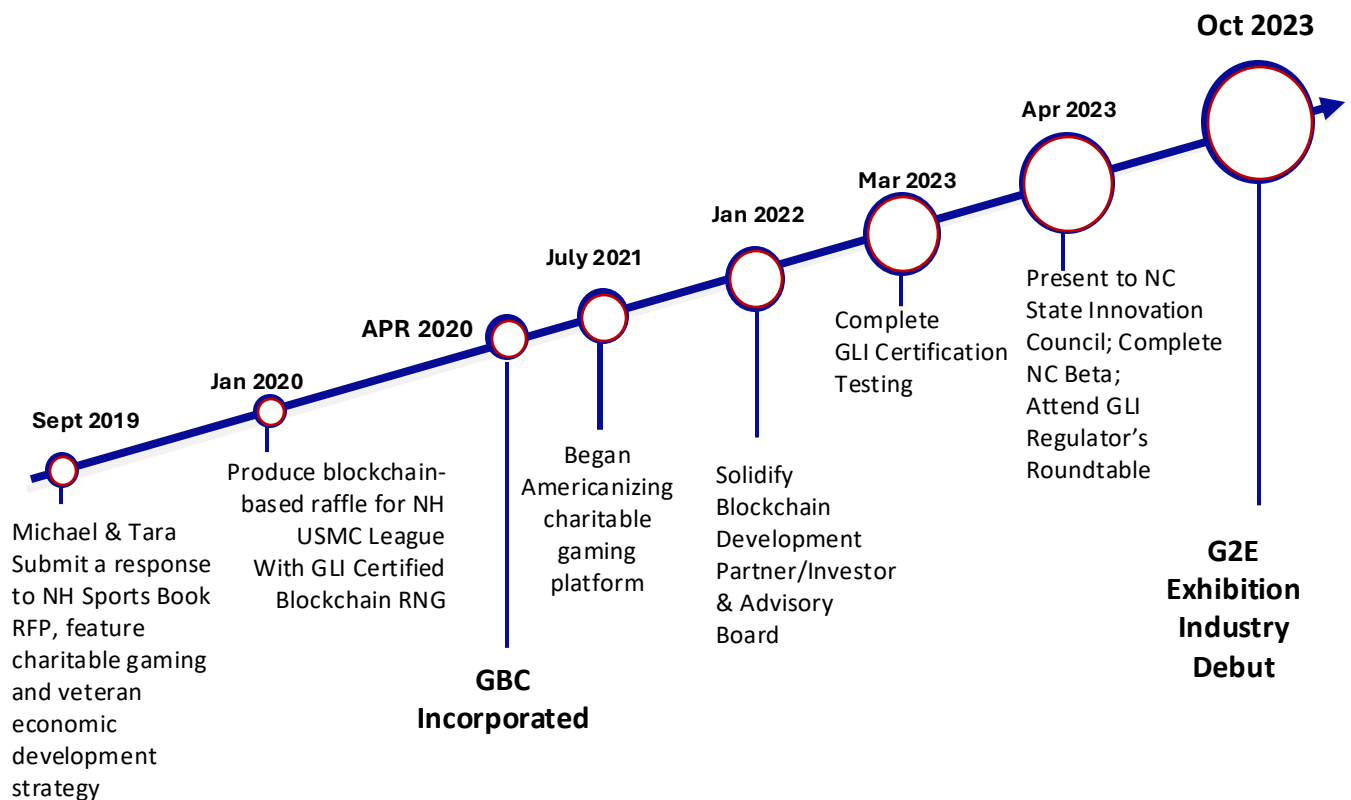 Sept 2019
Michael & Tara
Submit a response
to NH Sports Book
RFP, feature
charitable gaming
and veteran
economic
development
strategy
Jan 2020
Produce blockchain-
based raffle for NH
USMC League
With GLI Certified
Blockchain RNG
APR 2020
GBC
Incorporated
July 2021
Began
Americanizing
charitable
gaming
platform
Jan 2022
Solidify
Blockchain
Development
Partner/Investor
& Advisory
Board
Mar 2023
Complete
GLI Certification
Testing
Apr 2023
Present to NC
State Innovation
Council; Complete
NC Beta;
Attend GLI
Regulator’s
Roundtable
Oct 2023
G2E
Exhibition
Industry
Debut